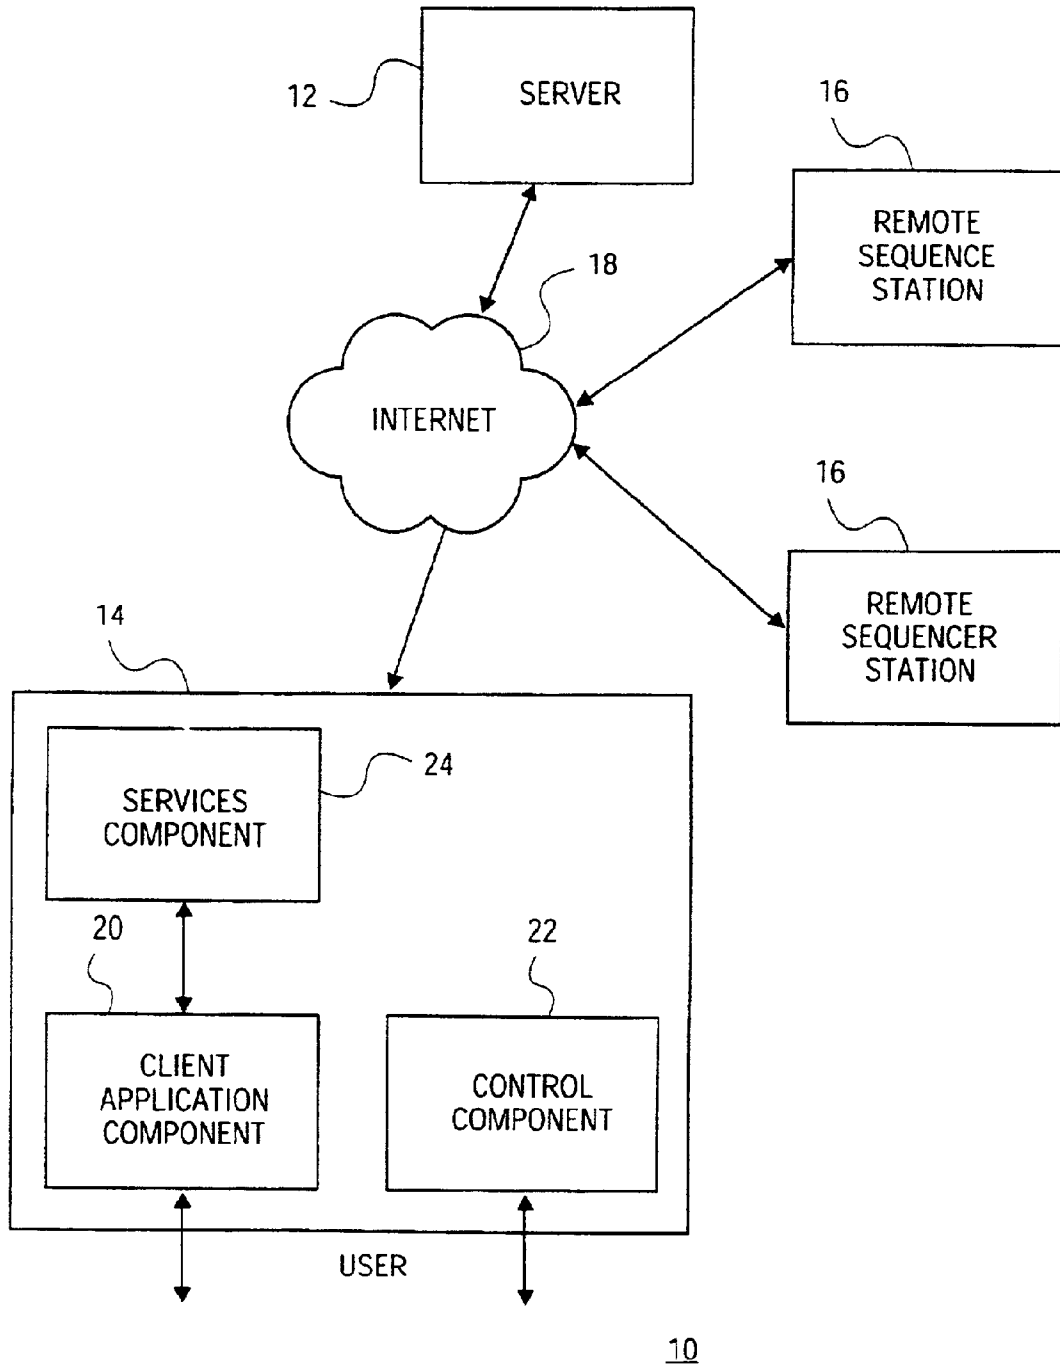 12
SERVER
16
REMOTE
SEQUENCE
STATION
18
INTERNET
16
REMOTE
SEQUENCER
STATION
14
SERVICES
COMPONENT
24
20
22
CLIENT
APPLICATION
COMPONENT
CONTROL
COMPONENT
USER
10